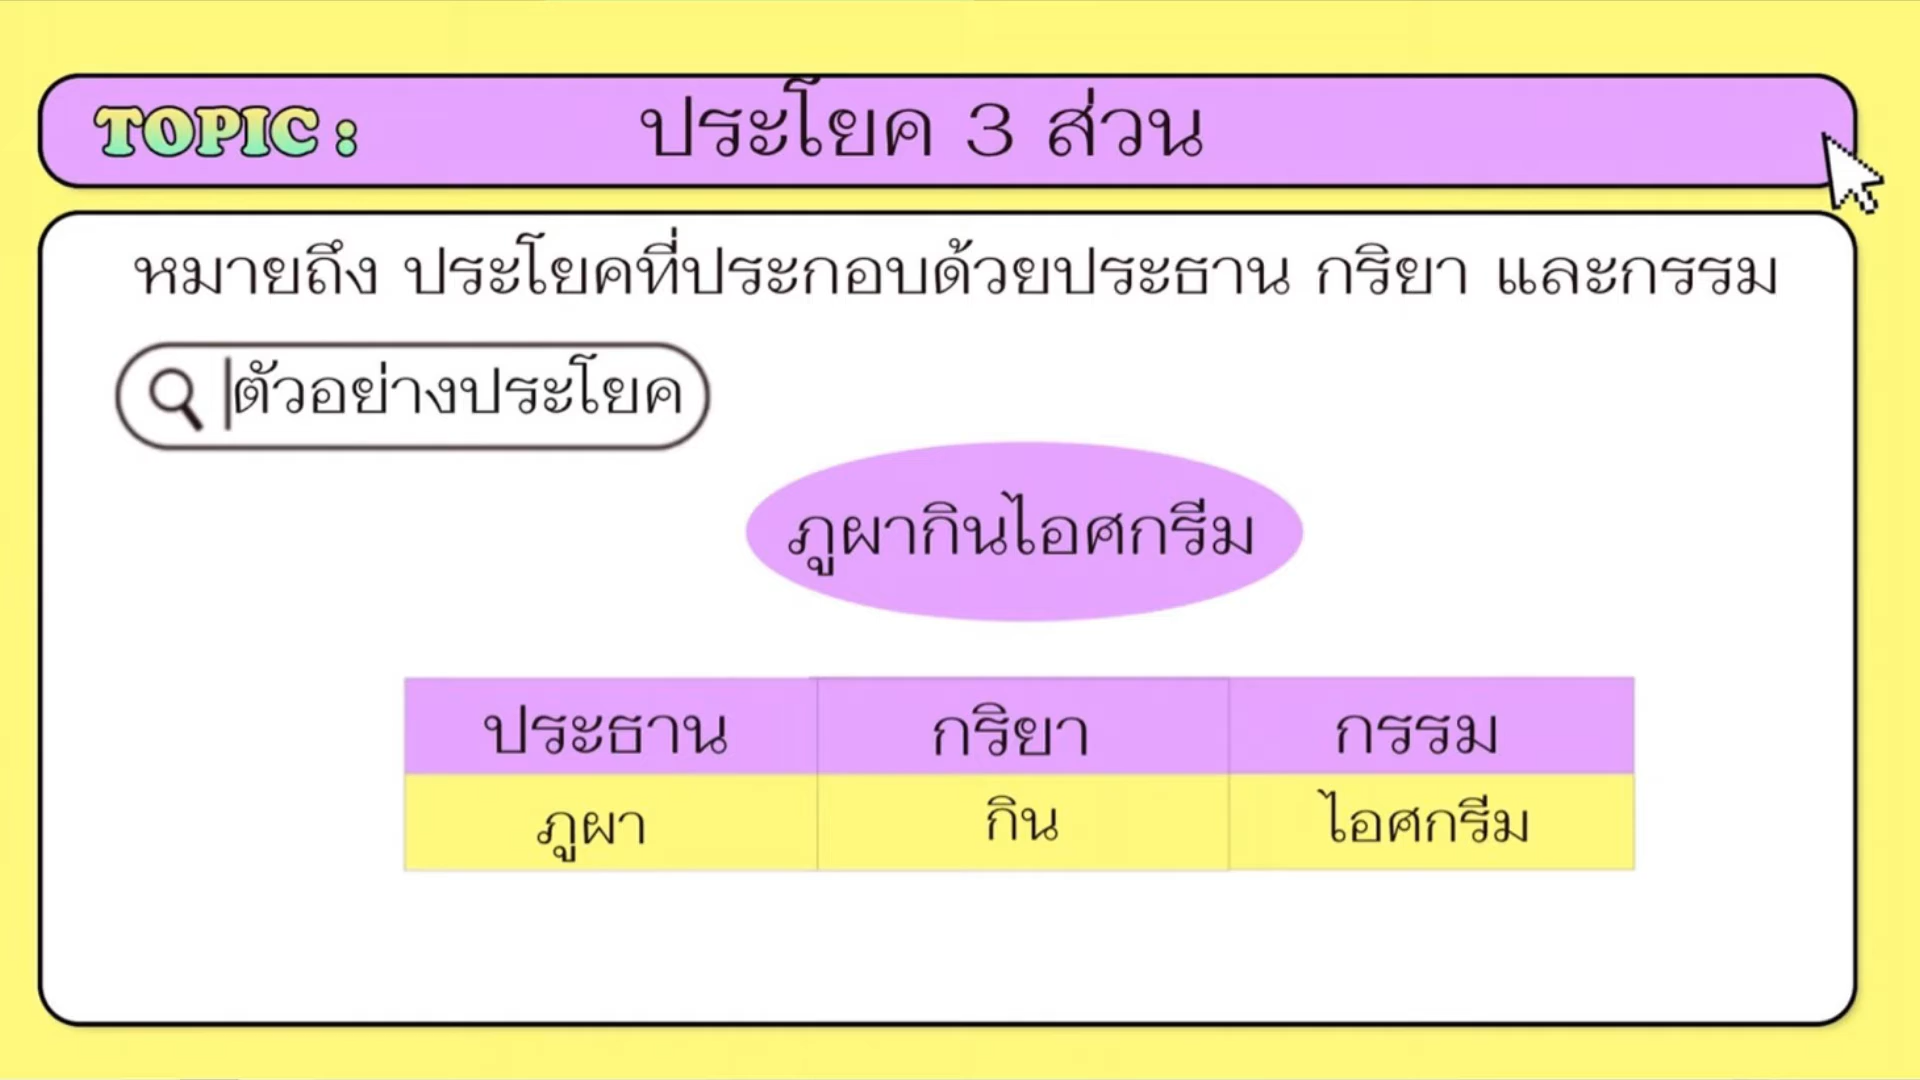 TOPIC : ประโยค 3 ส่วน
หมายถึง ประโยคที่ประกอบด้วยประธาน กริยา และกรรม
ตัวอย่างประโยค
ภูผากินไอศกรีม
ประธาน กริยา กรรม
ภูผา กิน ไอศกรีม